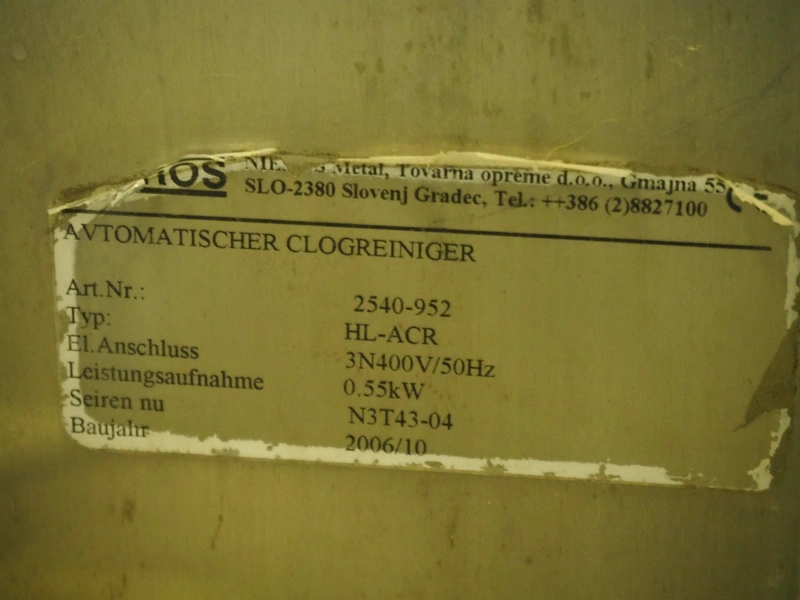 NIE S Metal, Tovarna opreme d.o.o., Gmajna 55
SLO-2380 Slovenj Gradec, Tel.: ++386 (2)8827100
AVTOMATISCHER CLOGREINIGER
Art.Nr.: 2540-952
Typ: HL-ACR
El.Anschluss 3N400V/50Hz
Leistungsaufnahme 0.55kW
Seiren nu N3T43-04
Baujahr 2006/10